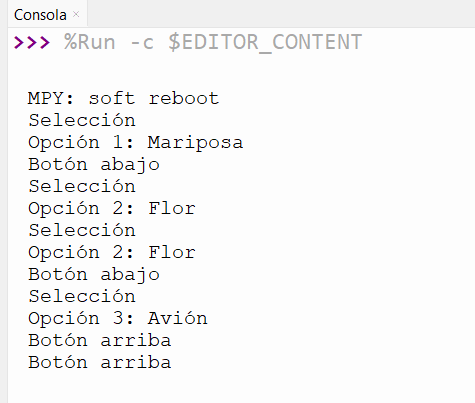 Consola ×
>>> %Run -c $EDITOR_CONTENT
MPY: soft reboot
Selección
Opción 1: Mariposa
Botón abajo
Selección
Opción 2: Flor
Selección
Opción 2: Flor
Botón abajo
Selección
Opción 3: Avión
Botón arriba
Botón arriba